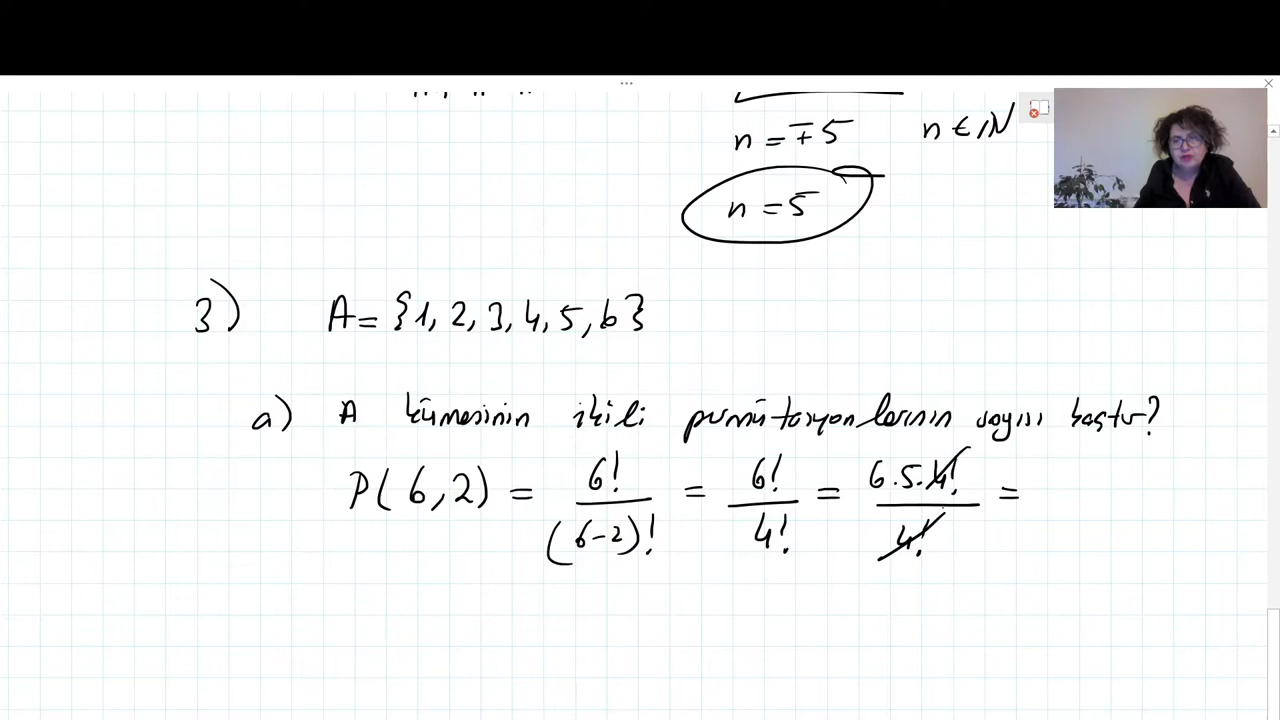 n = ∓ 5 n ∈ ℕ
n = 5
3) A = {1, 2, 3, 4, 5, 6}
a) A kümesinin ikili permütasyonlarının sayısı kaçtır?
P(6,2) = 6!/(6-2)! = 6!/4! = 6.5.4!/4! =